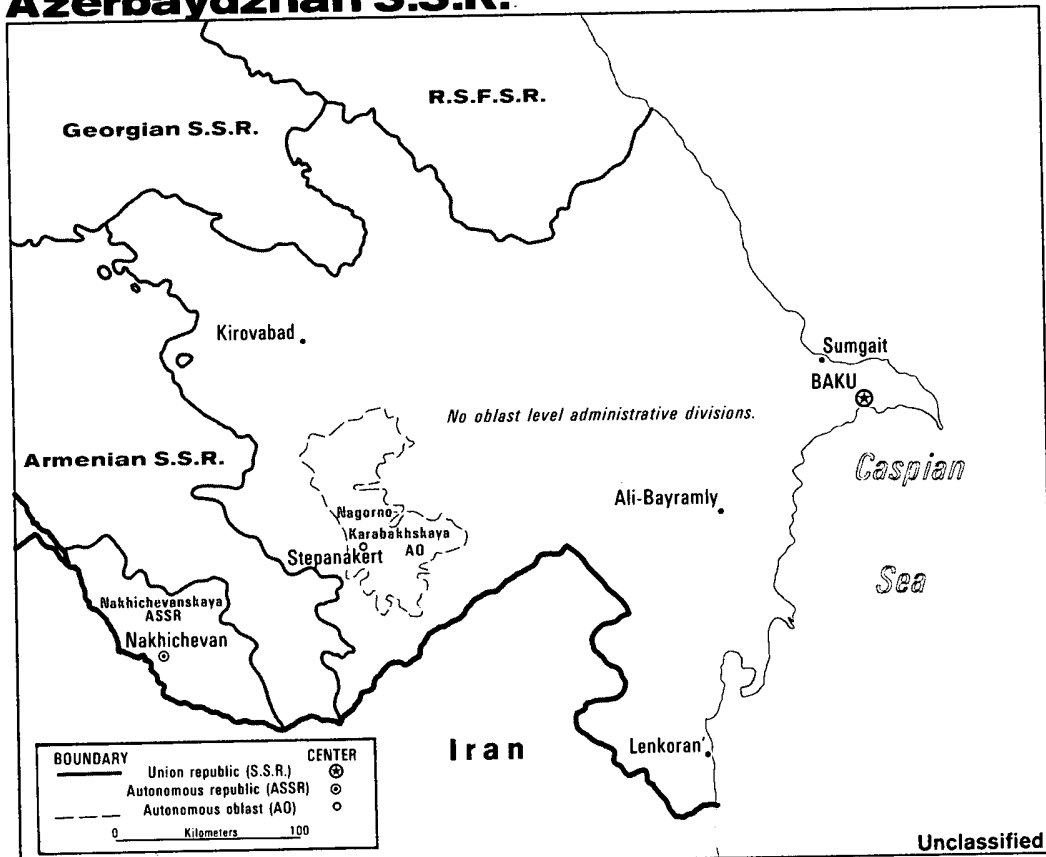 Azerbaydzhan S.S.R.
R.S.F.S.R.
Georgian S.S.R.
Kirovabad
Sumgait
BAKU
No oblast level administrative divisions.
Armenian S.S.R.
Caspian
Sea
Ali-Bayramly
Nagorno-
Karabakhskaya
AO
Stepanakert
Nakhichevanskaya
ASSR
Nakhichevan
Iran
Lenkoran'
BOUNDARY CENTER
Union republic (S.S.R.)
Autonomous republic (ASSR)
Autonomous oblast (AO)
0 Kilometers 100
Unclassified